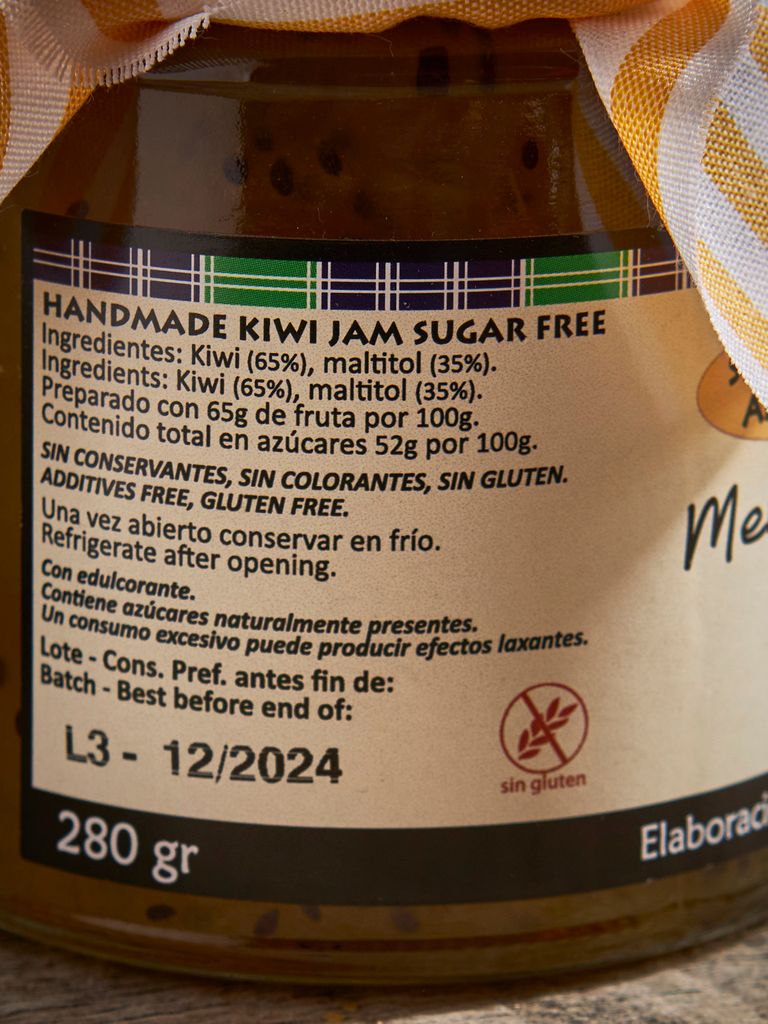 HANDMADE KIWI JAM SUGAR FREE
Ingredientes: Kiwi (65%), maltitol (35%).
Ingredients: Kiwi (65%), maltitol (35%).
Preparado con 65g de fruta por 100g.
Contenido total en azúcares 52g por 100g.
SIN CONSERVANTES, SIN COLORANTES, SIN GLUTEN.
ADDITIVES FREE, GLUTEN FREE.
Una vez abierto conservar en frío.
Refrigerate after opening.
Con edulcorante.
Contiene azúcares naturalmente presentes.
Un consumo excesivo puede producir efectos laxantes.
Lote - Cons. Pref. antes fin de:
Batch - Best before end of:
L3 - 12/2024
sin gluten
280 gr